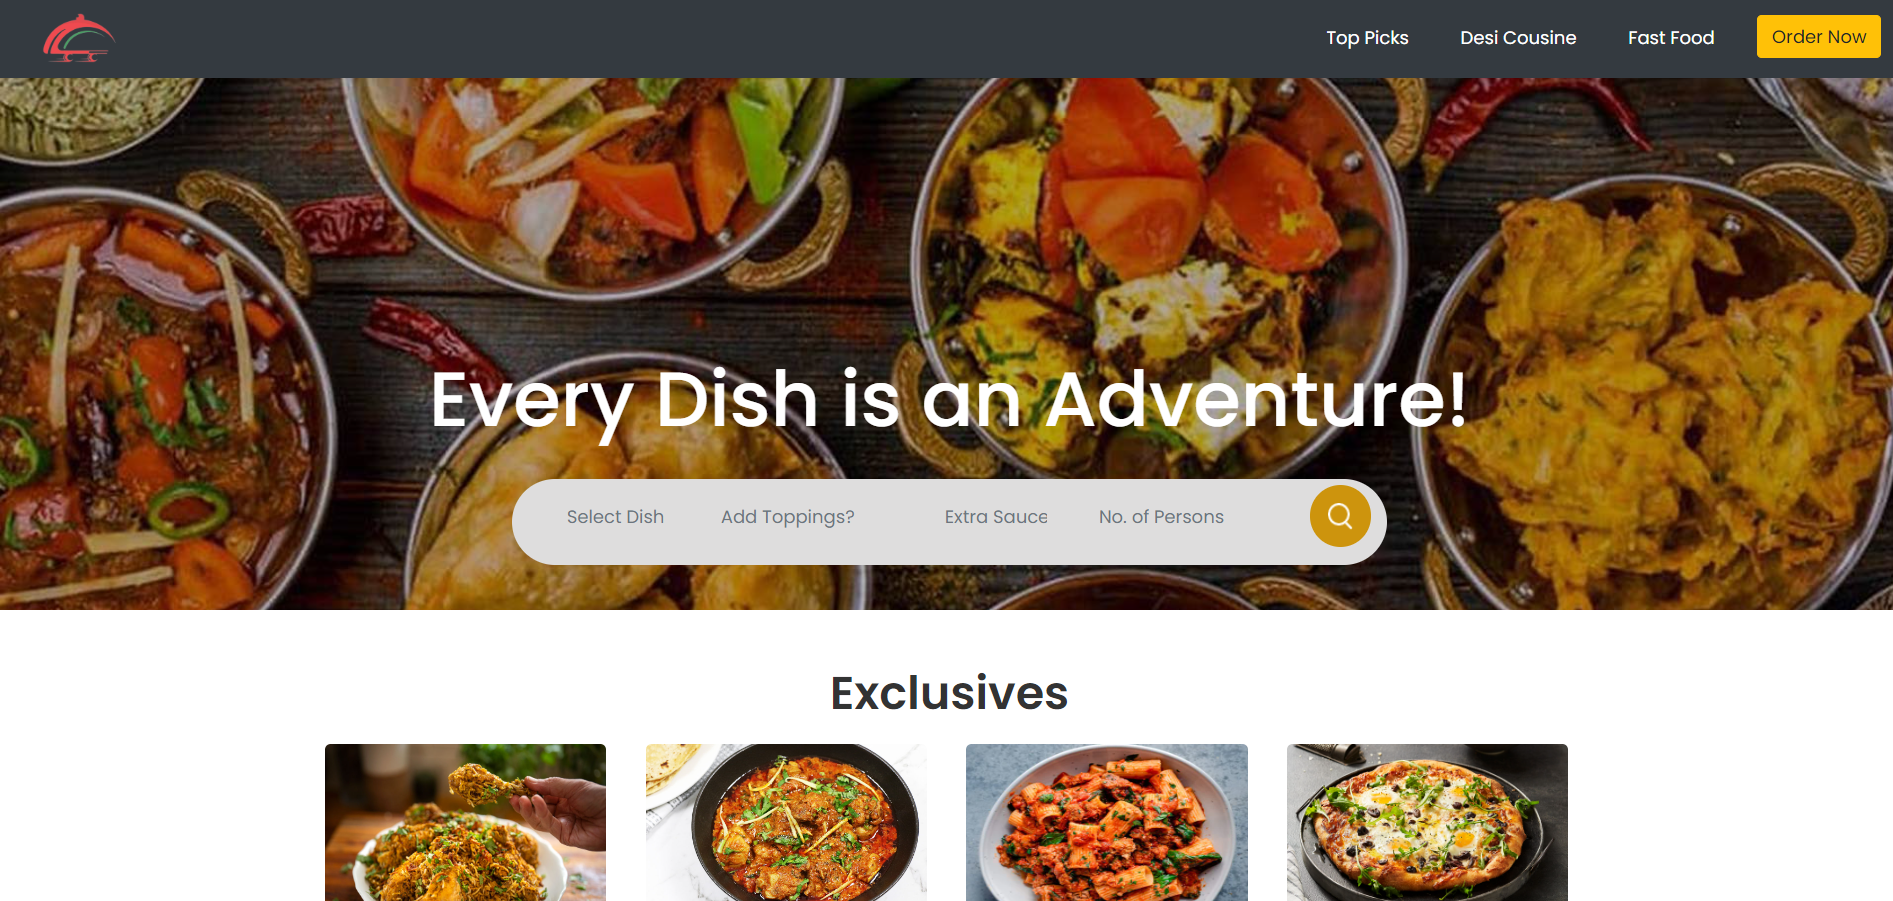 Top Picks Desi Cousine Fast Food Order Now
Every Dish is an Adventure!
Select Dish Add Toppings? Extra Sauce No. of Persons
Exclusives